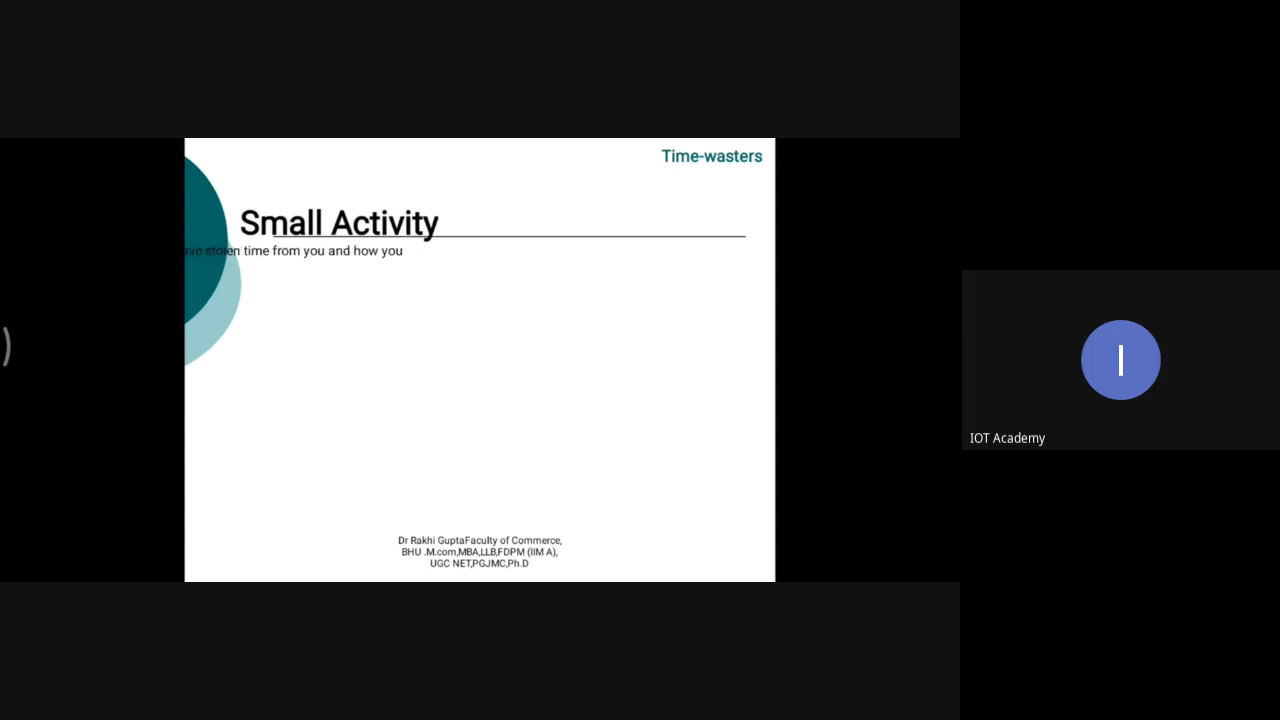 Time-wasters
Small Activity
stolen time from you and how you
Dr Rakhi GuptaFaculty of Commerce,
BHU .M.com,MBA,LLB,FDPM (IIM A),
UGC NET,PGJMC,Ph.D
I
IOT Academy